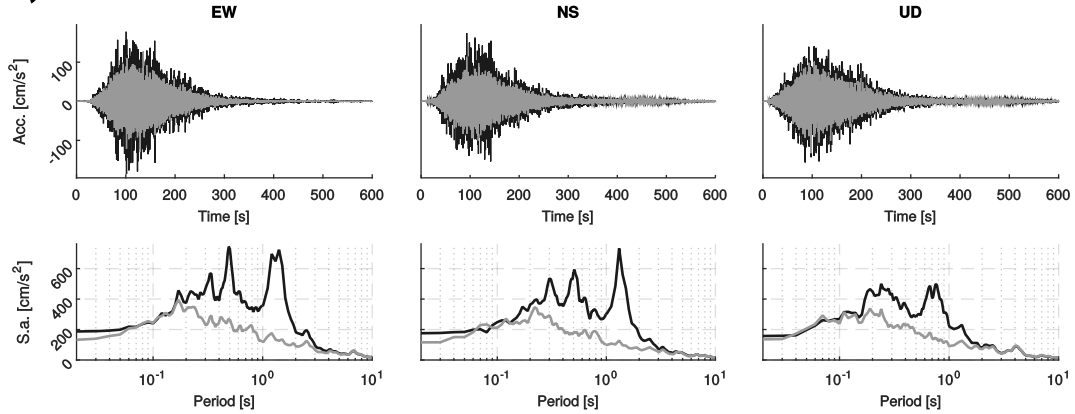 EW NS UD
Acc. [cm/s²]
100
0
-100
0 100 200 300 400 500 600
0 100 200 300 400 500 600
0 100 200 300 400 500 600
Time [s] Time [s] Time [s]
S.a. [cm/s²]
600
400
200
0
10⁻¹ 10⁰ 10¹
10⁻¹ 10⁰ 10¹
10⁻¹ 10⁰ 10¹
Period [s] Period [s] Period [s]